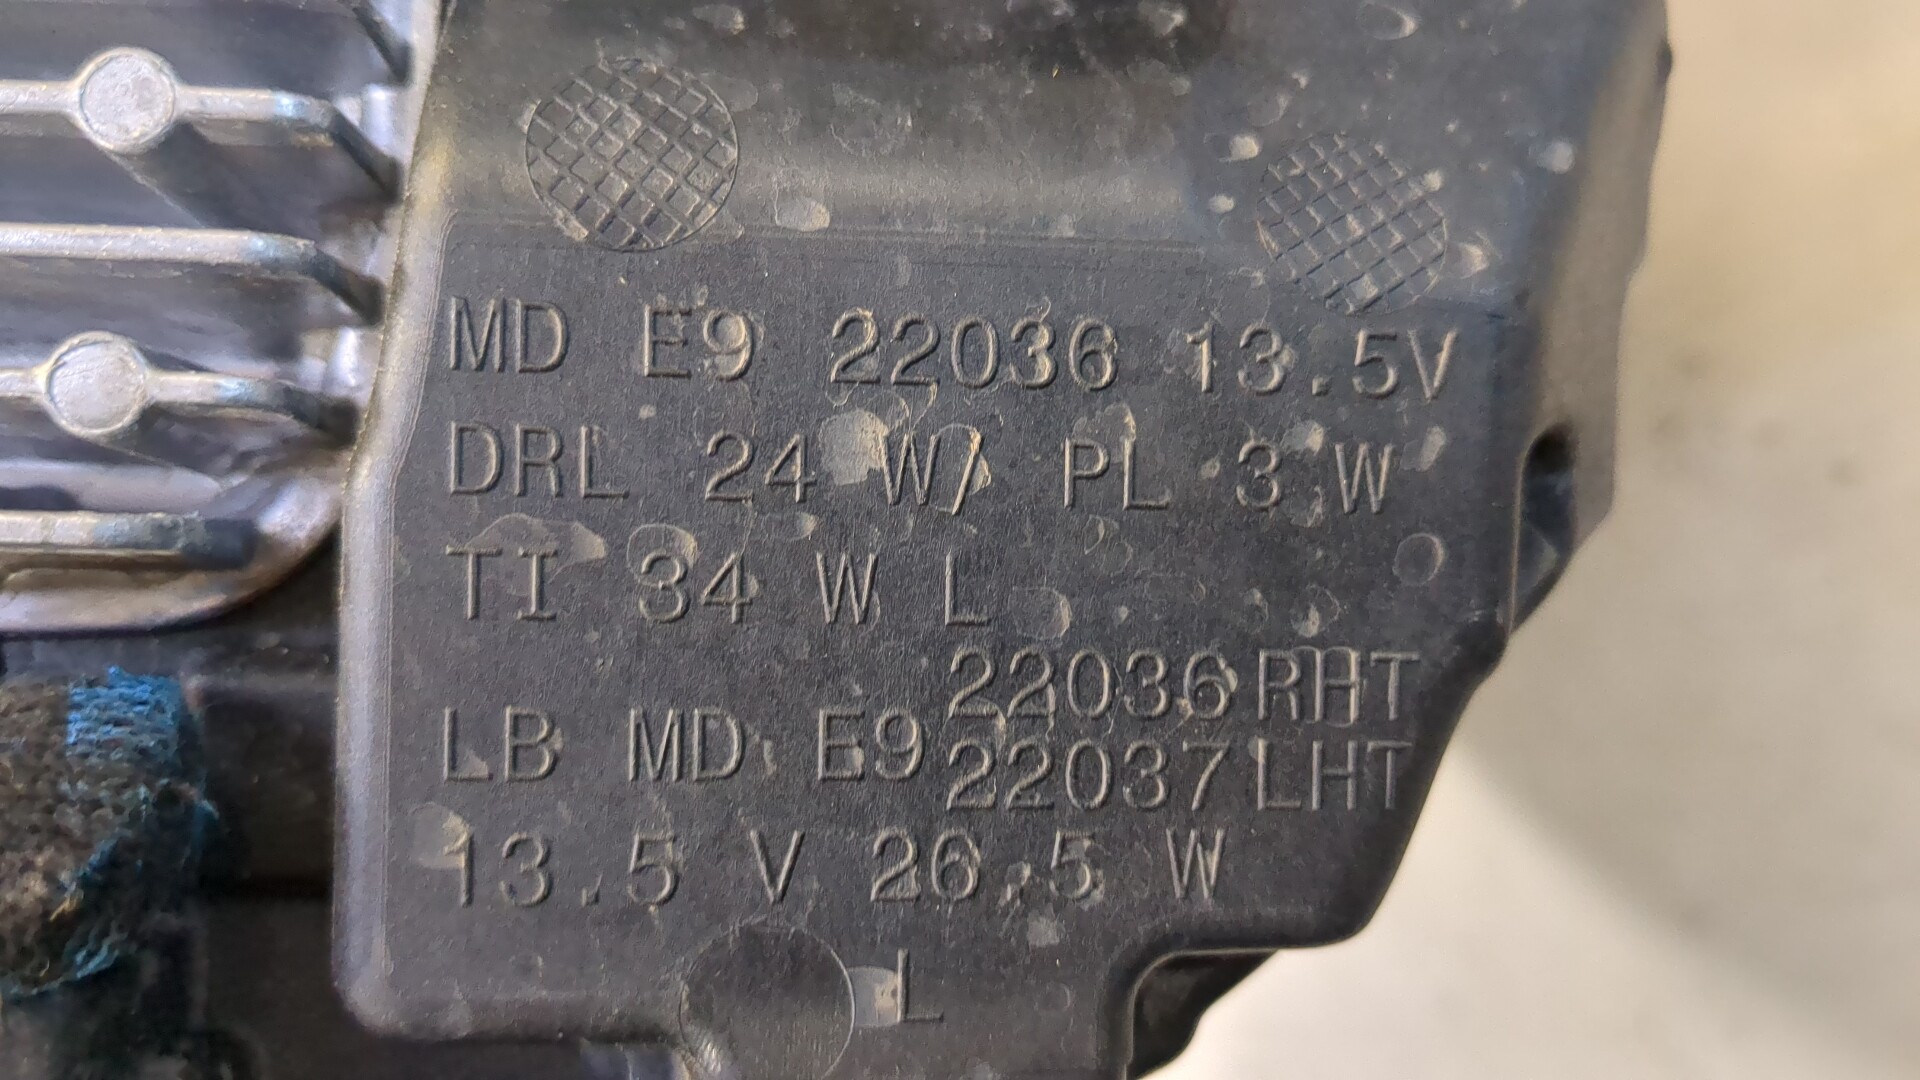 MD E9 22036 13.5V
DRL 24 W/ PL 3 W
TI 34 W L
22036 RHT
LB MD E9
22037 LHT
13.5 V 26.5 W
L